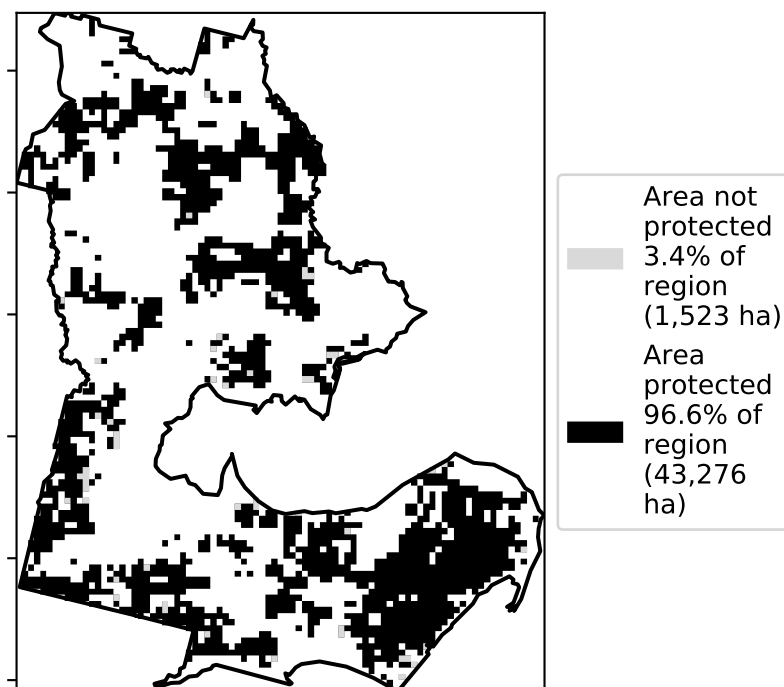 Area not
protected
3.4% of
region
(1,523 ha)
Area
protected
96.6% of
region
(43,276
ha)